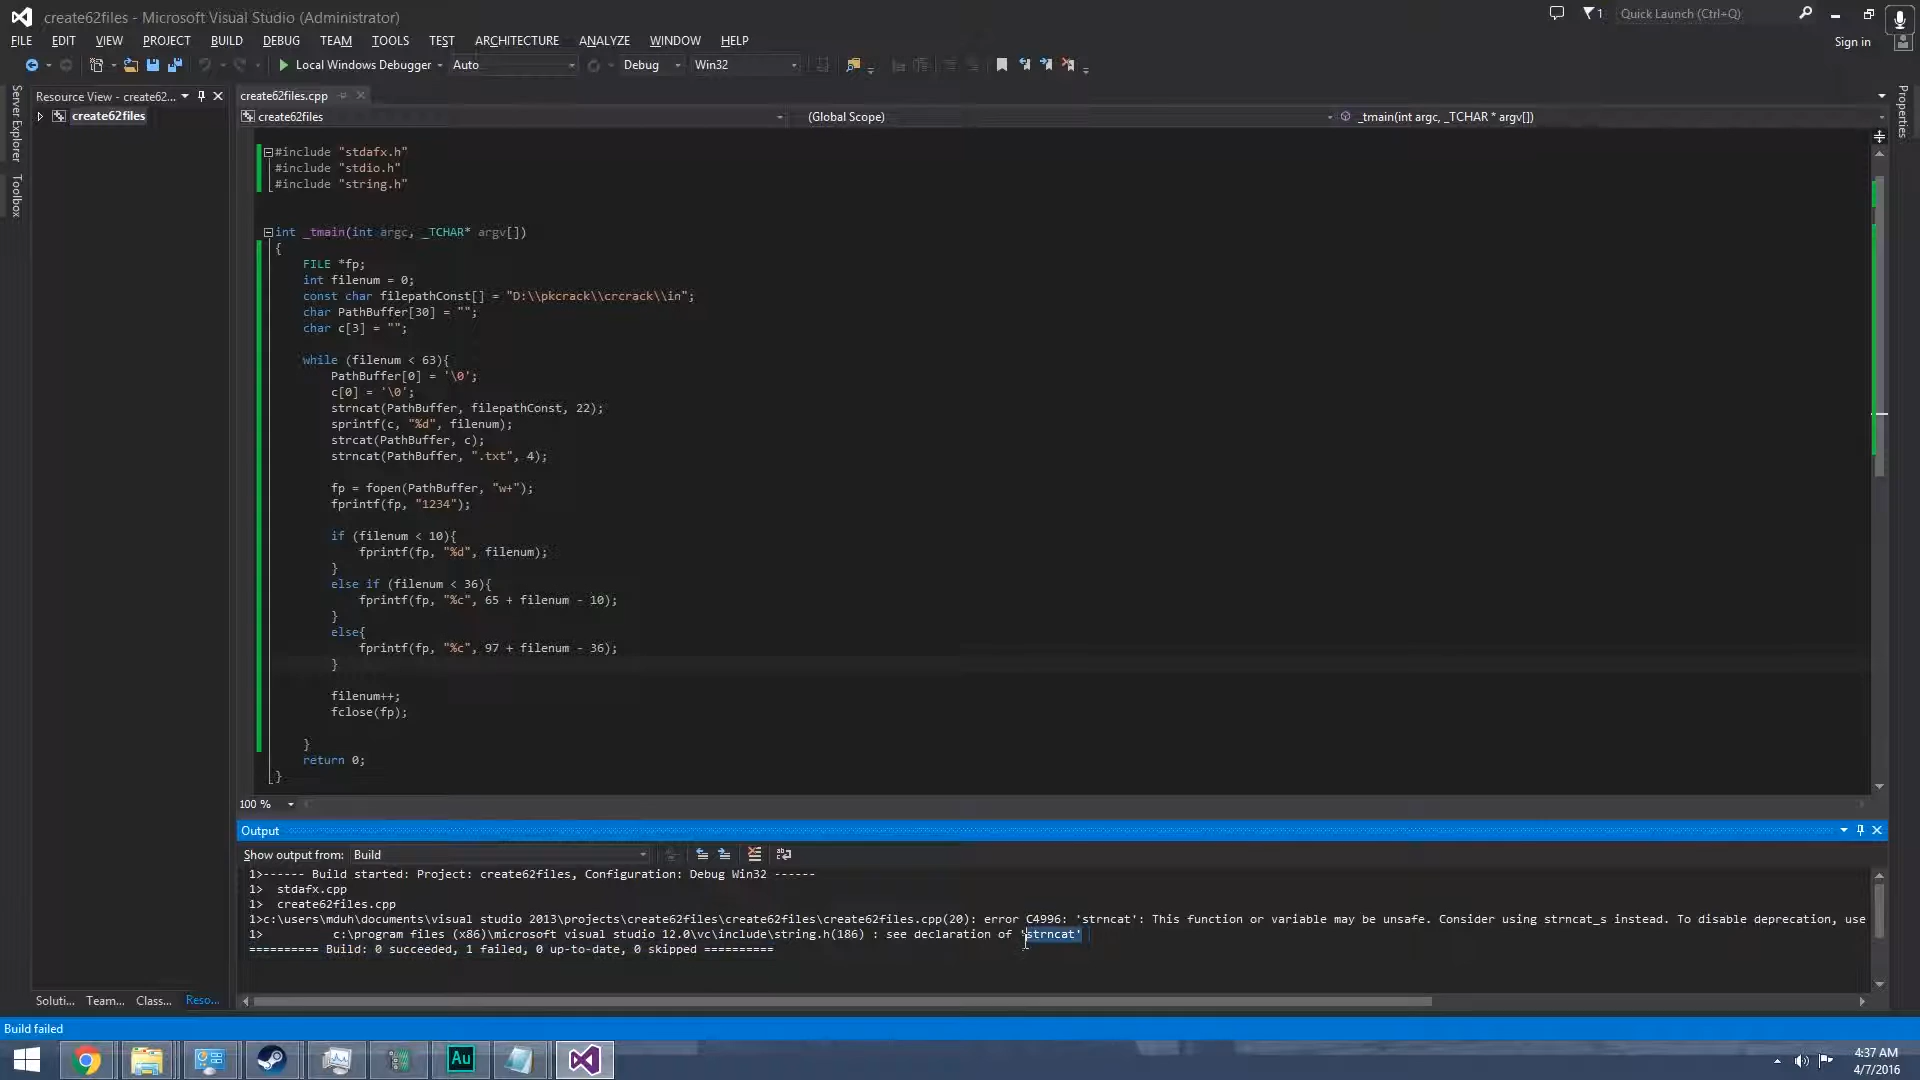 create62files - Microsoft Visual Studio (Administrator)
1
Quick Launch (Ctrl+Q)
FILE EDIT VIEW PROJECT BUILD DEBUG TEAM TOOLS TEST ARCHITECTURE ANALYZE WINDOW HELP
Sign in
Local Windows Debugger Auto Debug Win32
Server Explorer
Toolbox
Resource View - create62...
create62files
create62files.cpp
create62files
(Global Scope)
_tmain(int argc, _TCHAR * argv[])
Properties
#include "stdafx.h"
#include "stdio.h"
#include "string.h"
int _tmain(int argc, _TCHAR* argv[])
{
FILE *fp;
int filenum = 0;
const char filepathConst[] = "D:\\pkcrack\\crcrack\\in";
char PathBuffer[30] = "";
char c[3] = "";
while (filenum < 63){
PathBuffer[0] = '\0';
c[0] = '\0';
strncat(PathBuffer, filepathConst, 22);
sprintf(c, "%d", filenum);
strcat(PathBuffer, c);
strncat(PathBuffer, ".txt", 4);
fp = fopen(PathBuffer, "w+");
fprintf(fp, "1234");
if (filenum < 10){
fprintf(fp, "%d", filenum);
}
else if (filenum < 36){
fprintf(fp, "%c", 65 + filenum - 10);
}
else{
fprintf(fp, "%c", 97 + filenum - 36);
}
filenum++;
fclose(fp);
}
return 0;
}
100 %
Output
Show output from: Build
1>------ Build started: Project: create62files, Configuration: Debug Win32 ------
1>  stdafx.cpp
1>  create62files.cpp
1>c:\users\mduh\documents\visual studio 2013\projects\create62files\create62files\create62files.cpp(20): error C4996: 'strncat': This function or variable may be unsafe. Consider using strncat_s instead. To disable deprecation, use
1>          c:\program files (x86)\microsoft visual studio 12.0\vc\include\string.h(186) : see declaration of 'strncat'
========== Build: 0 succeeded, 1 failed, 0 up-to-date, 0 skipped ==========
Soluti... Team... Class... Reso...
Build failed
Au
4:37 AM
4/7/2016